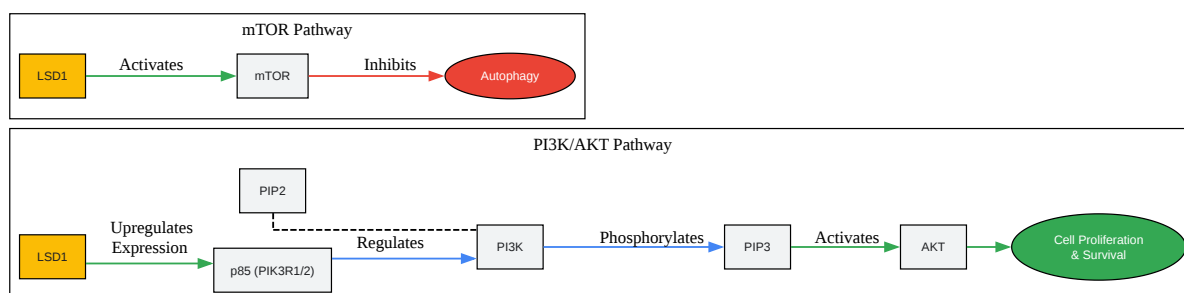 mTOR Pathway
LSD1
Activates
mTOR
Inhibits
Autophagy
PI3K/AKT Pathway
PIP2
LSD1
Upregulates
Expression
p85 (PIK3R1/2)
Regulates
PI3K
Phosphorylates
PIP3
Activates
AKT
Cell Proliferation
& Survival